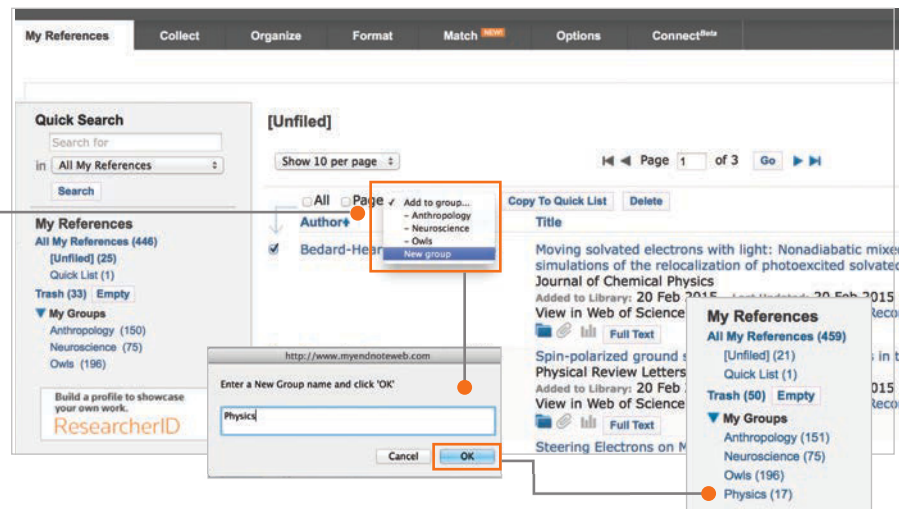 My References Collect Organize Format Match NEW! Options Connect Beta
Quick Search
Search for
in All My References
Search
My References
All My References (446)
[Unfiled] (25)
Quick List (1)
Trash (33) Empty
My Groups
Anthropology (150)
Neuroscience (75)
Owls (196)
Build a profile to showcase
your own work.
ResearcherID
[Unfiled]
Show 10 per page
Page 1 of 3 Go
All Page
Add to group...
- Anthropology
- Neuroscience
- Owls
New group
Copy To Quick List Delete
Author Title
Moving solvated electrons with light: Nonadiabatic
simulations of the relocalization of photoexcited
Journal of Chemical Physics
Added to Library: 20 Feb 2015 Last Updated: 20 Feb 2015
View in Web of Science
Full Text
Spin-polarized ground
Physical Review Letters
Added to Library: 20 Feb 015
View in Web of Science
Full Text
Steering Electrons on
http://www.myendnoteweb.com
Enter a New Group name and click 'OK'
Physics
Cancel OK
My References
All My References (459)
[Unfiled] (21)
Quick List (1)
Trash (50) Empty
My Groups
Anthropology (151)
Neuroscience (75)
Owls (196)
Physics (17)